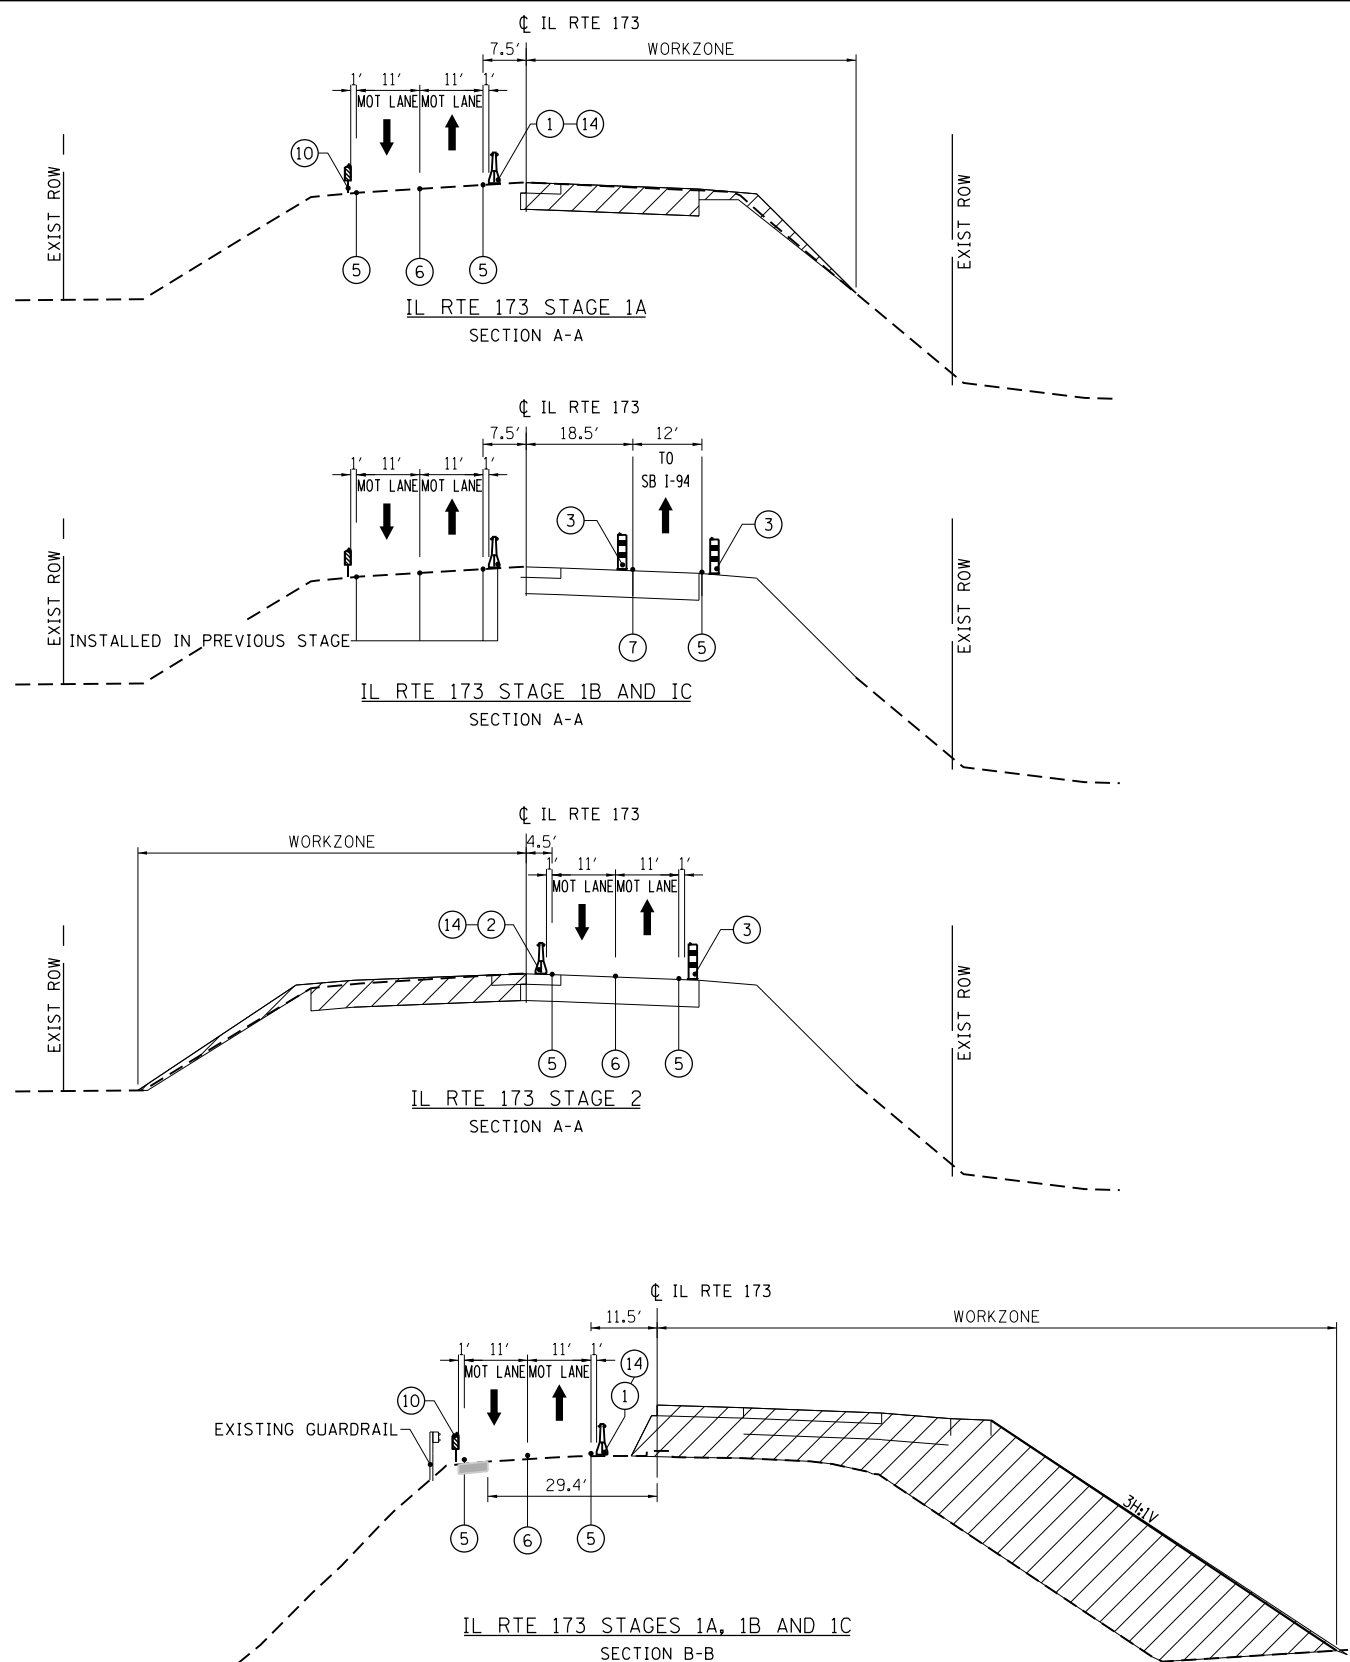 ℄ IL RTE 173
7.5′
WORKZONE
1′ 11′ 11′ 1′
MOT LANE MOT LANE
1 14
10
EXIST ROW
EXIST ROW
5 6 5
IL RTE 173 STAGE 1A
SECTION A-A
℄ IL RTE 173
7.5′ 18.5′ 12′
1′ 11′ 11′ 1′
TO
SB I-94
MOT LANE MOT LANE
3 3
EXIST ROW
EXIST ROW
INSTALLED IN PREVIOUS STAGE
7 5
IL RTE 173 STAGE 1B AND IC
SECTION A-A
℄ IL RTE 173
WORKZONE
4.5′
1′ 11′ 11′ 1′
MOT LANE MOT LANE
14 2 3
EXIST ROW
EXIST ROW
5 6 5
IL RTE 173 STAGE 2
SECTION A-A
℄ IL RTE 173
11.5′
WORKZONE
1′ 11′ 11′ 1′
MOT LANE MOT LANE
14
1
10
EXISTING GUARDRAIL
29.4′
3H:1V
5 6 5
IL RTE 173 STAGES 1A, 1B AND 1C
SECTION B-B